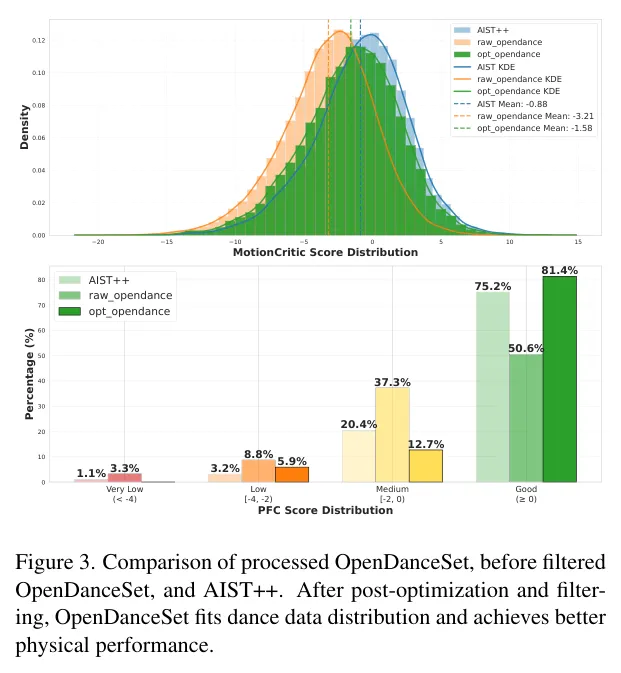 AIST++
raw_opendance
opt_opendance
AIST KDE
raw_opendance KDE
opt_opendance KDE
AIST Mean: -0.88
raw_opendance Mean: -3.21
opt_opendance Mean: -1.58
Density
0.12
0.10
0.08
0.06
0.04
0.02
0.00
−20
−15
−10
−5
0
5
10
15
MotionCritic Score Distribution
AIST++
raw_opendance
opt_opendance
Percentage (%)
80
70
60
50
40
30
20
10
0
1.1%
3.3%
3.2%
8.8%
5.9%
20.4%
37.3%
12.7%
75.2%
50.6%
81.4%
Very Low
(< -4)
Low
[-4, -2)
Medium
[-2, 0)
Good
(≥ 0)
PFC Score Distribution
Figure 3. Comparison of processed OpenDanceSet, before filtered
OpenDanceSet, and AIST++. After post-optimization and filter-
ing, OpenDanceSet fits dance data distribution and achieves better
physical performance.